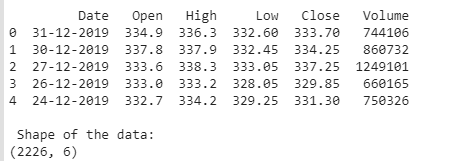 Date Open High Low Close Volume
0 31-12-2019 334.9 336.3 332.60 333.70 744106
1 30-12-2019 337.8 337.9 332.45 334.25 860732
2 27-12-2019 333.6 338.3 333.05 337.25 1249101
3 26-12-2019 333.0 333.2 328.05 329.85 660165
4 24-12-2019 332.7 334.2 329.25 331.30 750326
Shape of the data:
(2226, 6)